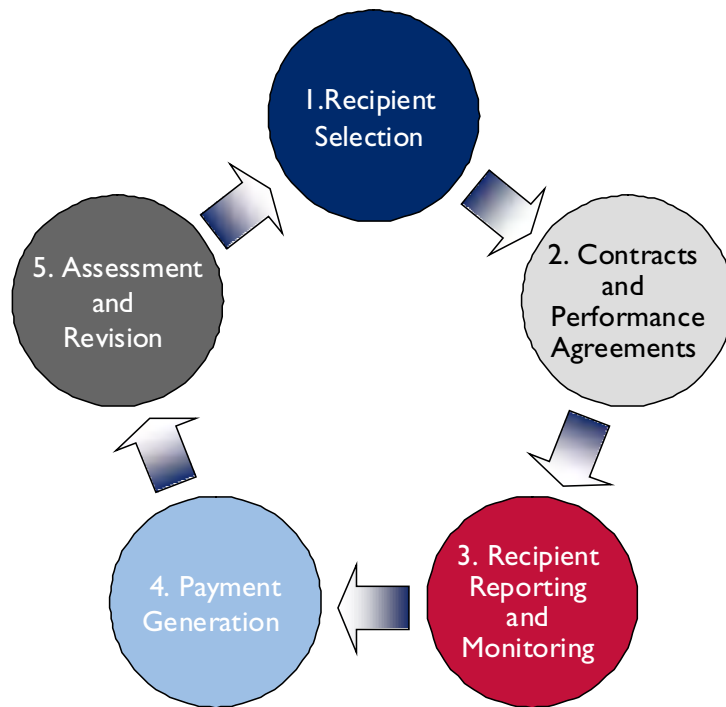 1.Recipient
Selection
2. Contracts
and
Performance
Agreements
3. Recipient
Reporting
and
Monitoring
4. Payment
Generation
5. Assessment
and
Revision